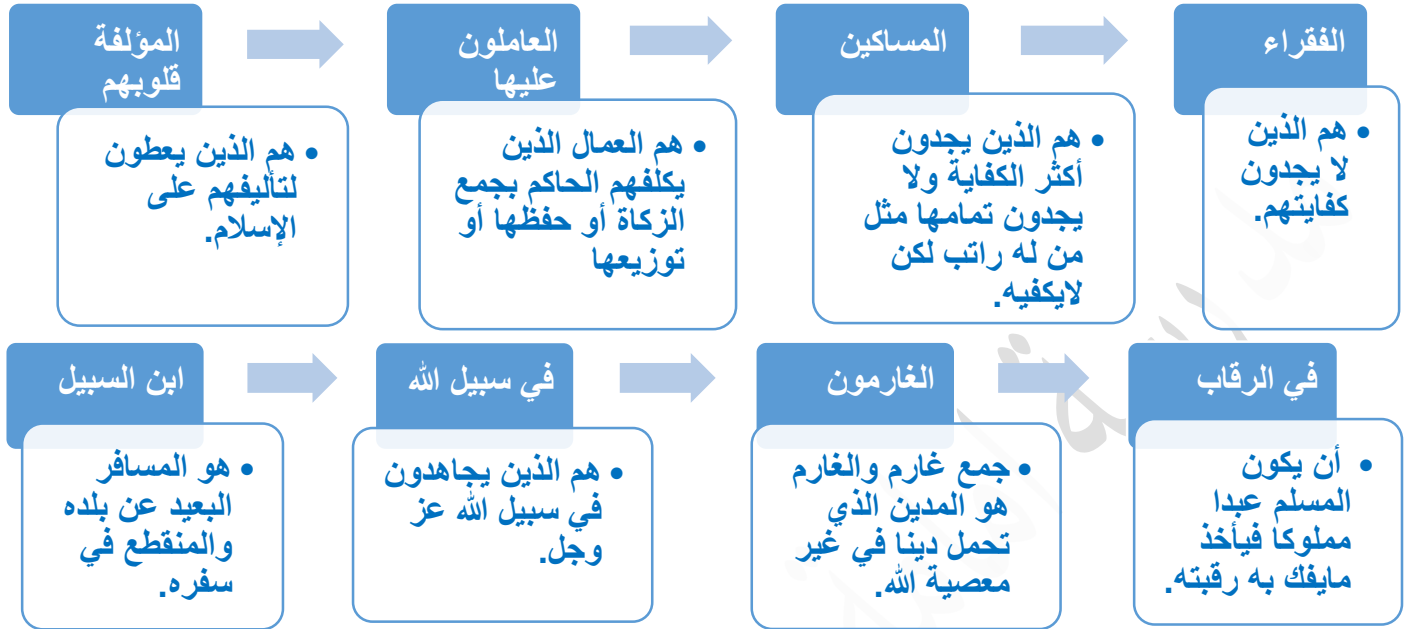 الفقراء
• هم الذين
لا يجدون
كفايتهم.
المساكين
• هم الذين يجدون
أكثر الكفاية ولا
يجدون تمامها مثل
من له راتب لكن
لايكفيه.
العاملون
عليها
• هم العمال الذين
يكلفهم الحاكم بجمع
الزكاة أو حفظها أو
توزيعها
المؤلفة
قلوبهم
• هم الذين يعطون
لتأليفهم على
الإسلام.
في الرقاب
• أن يكون
المسلم عبدا
مملوكا فيأخذ
مايفك به رقبته.
الغارمون
• جمع غارم والغارم
هو المدين الذي
تحمل دينا في غير
معصية الله.
في سبيل الله
• هم الذين يجاهدون
في سبيل الله عز
وجل.
ابن السبيل
• هو المسافر
البعيد عن بلده
والمنقطع في
سفره.